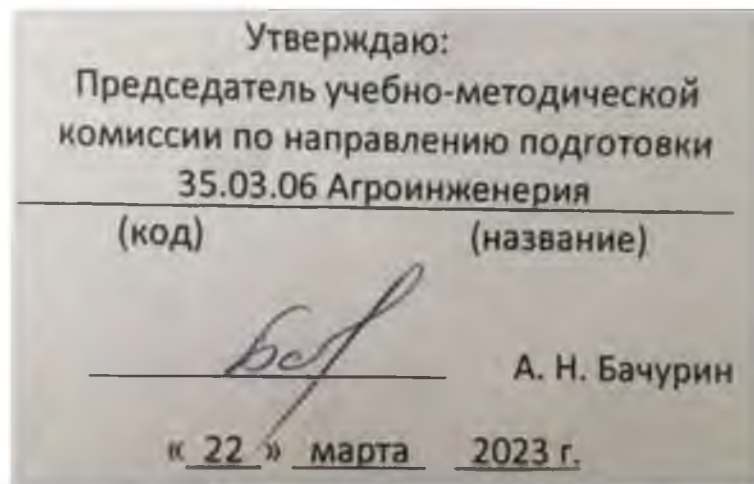 Утверждаю:
Председатель учебно-методической
комиссии по направлению подготовки
35.03.06 Агроинженерия
(код) (название)
А. Н. Бачурин
« 22 » марта 2023 г.